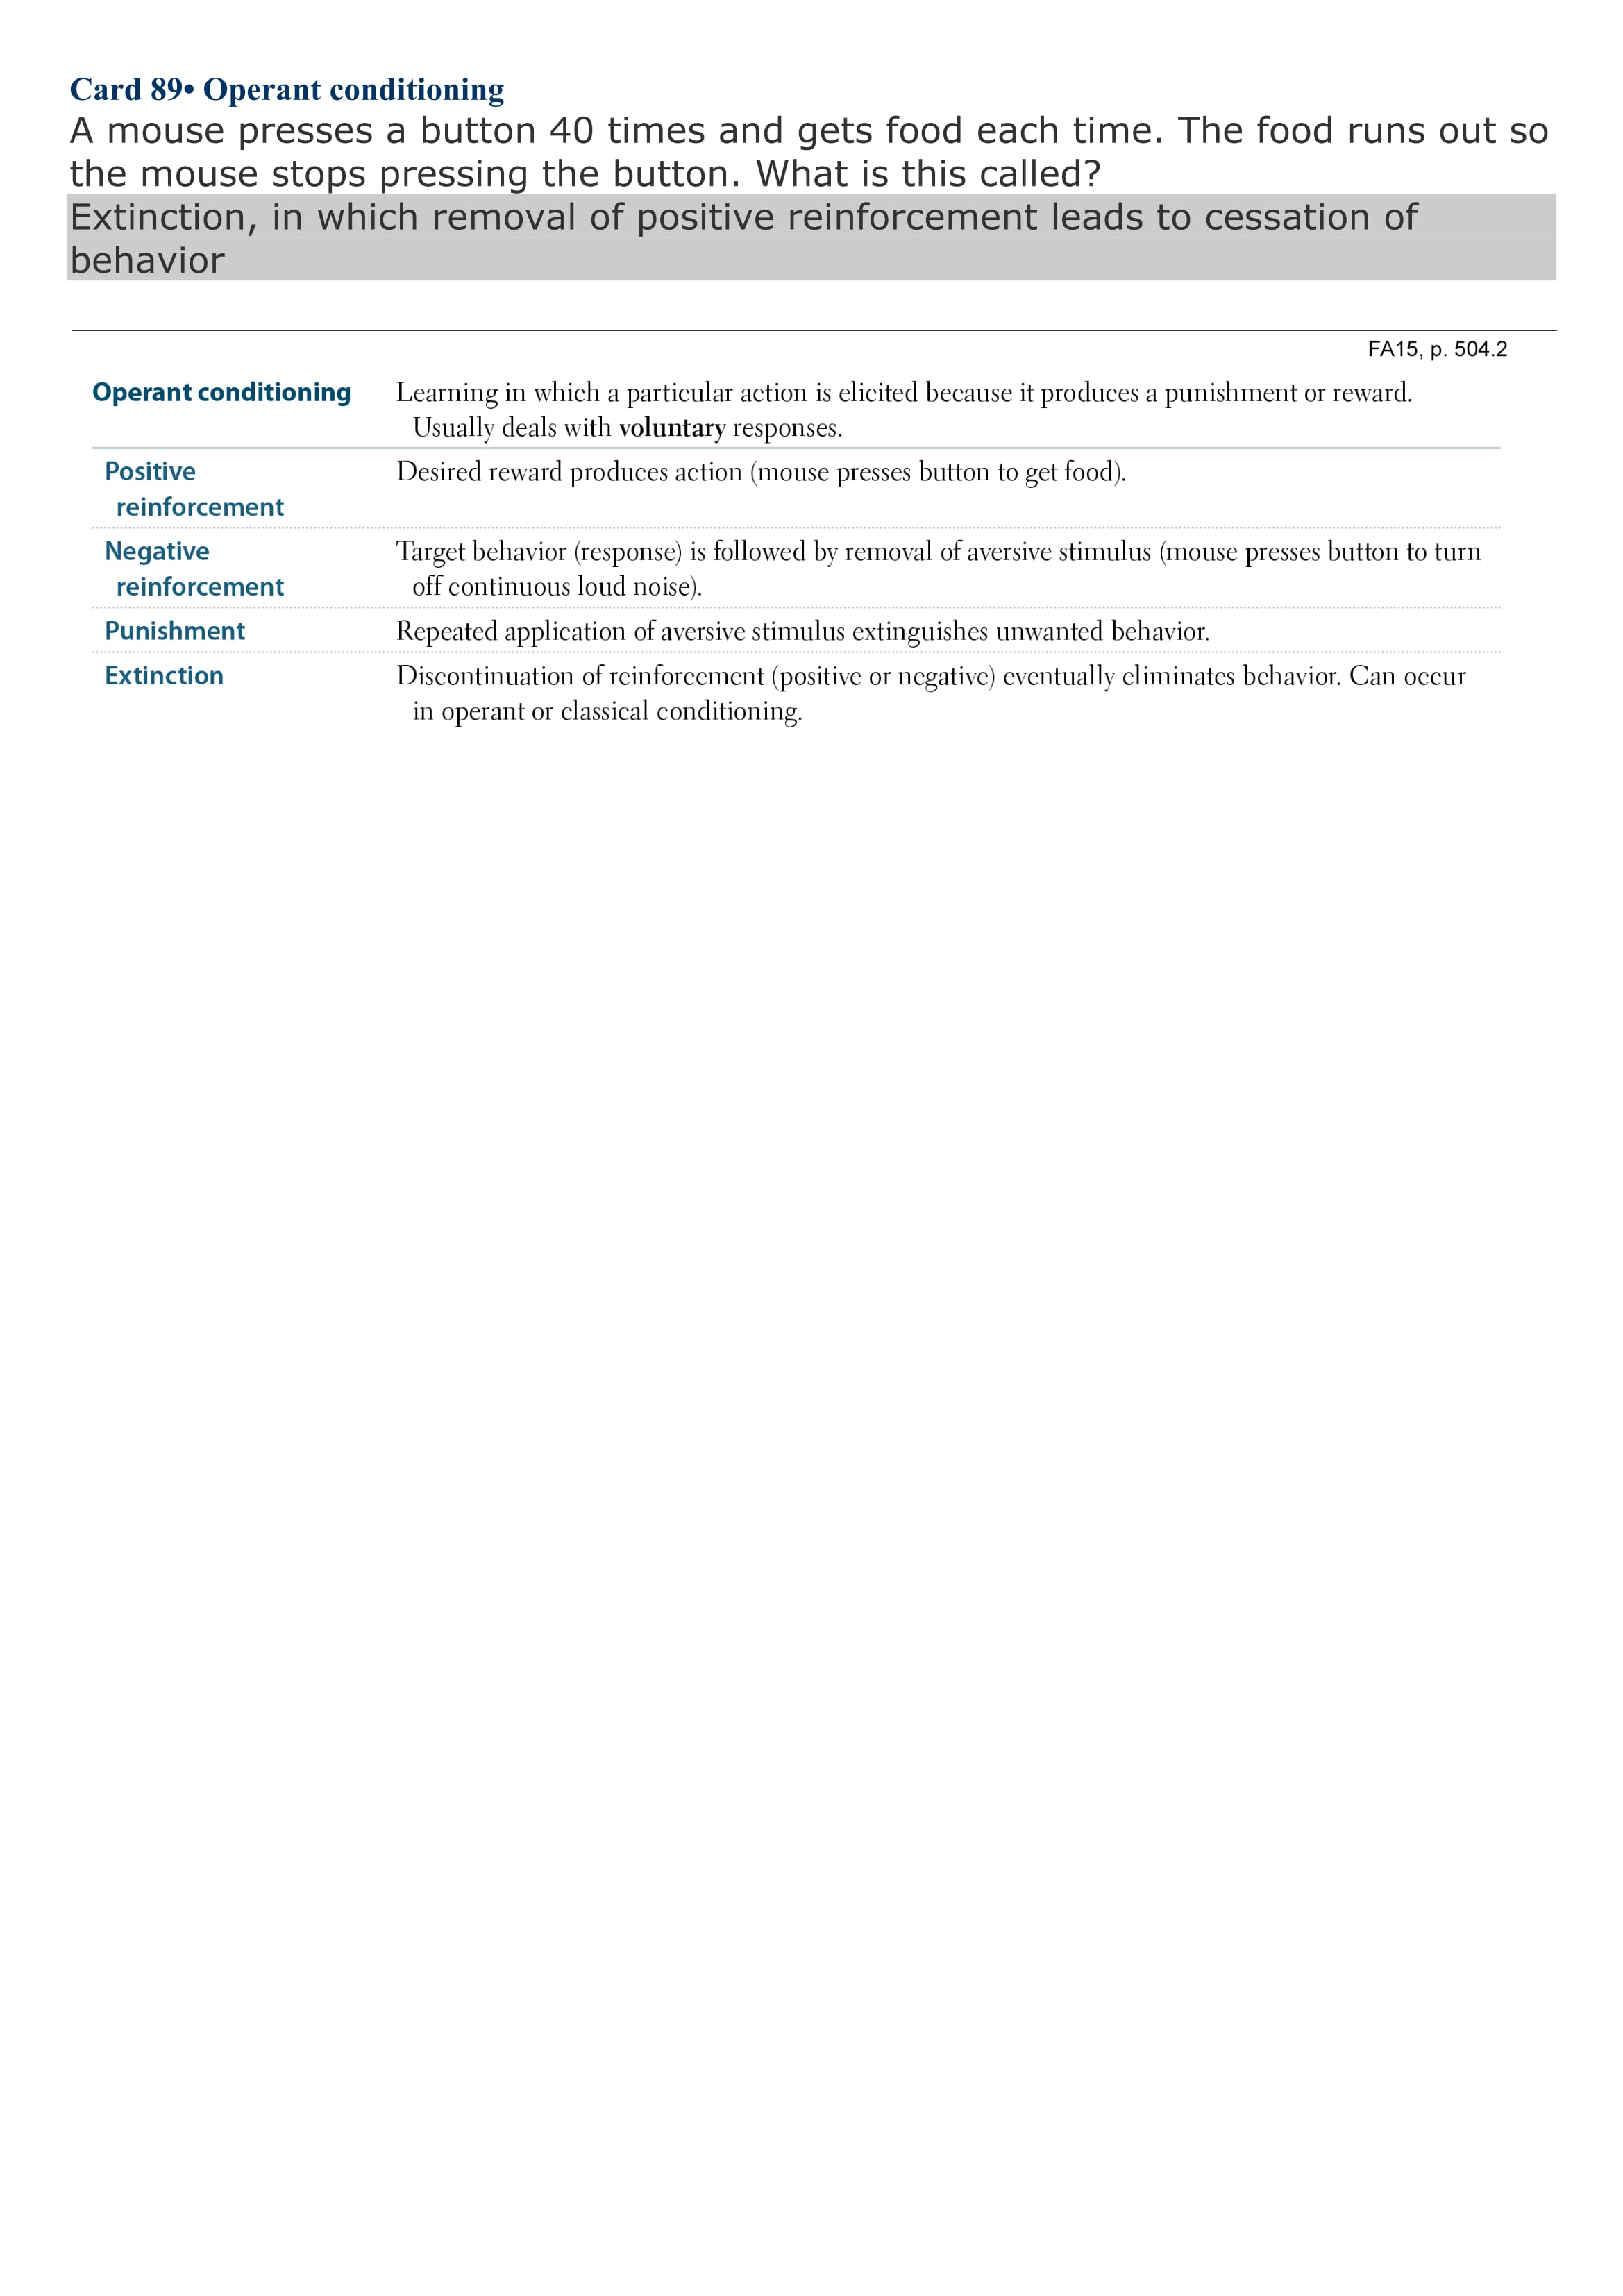 Card 89• Operant conditioning
A mouse presses a button 40 times and gets food each time. The food runs out so
the mouse stops pressing the button. What is this called?
Extinction, in which removal of positive reinforcement leads to cessation of
behavior
FA15, p. 504.2
Operant conditioning Learning in which a particular action is elicited because it produces a punishment or reward.
Usually deals with voluntary responses.
Positive Desired reward produces action (mouse presses button to get food).
reinforcement
Negative Target behavior (response) is followed by removal of aversive stimulus (mouse presses button to turn
reinforcement off continuous loud noise).
Punishment Repeated application of aversive stimulus extinguishes unwanted behavior.
Extinction Discontinuation of reinforcement (positive or negative) eventually eliminates behavior. Can occur
in operant or classical conditioning.